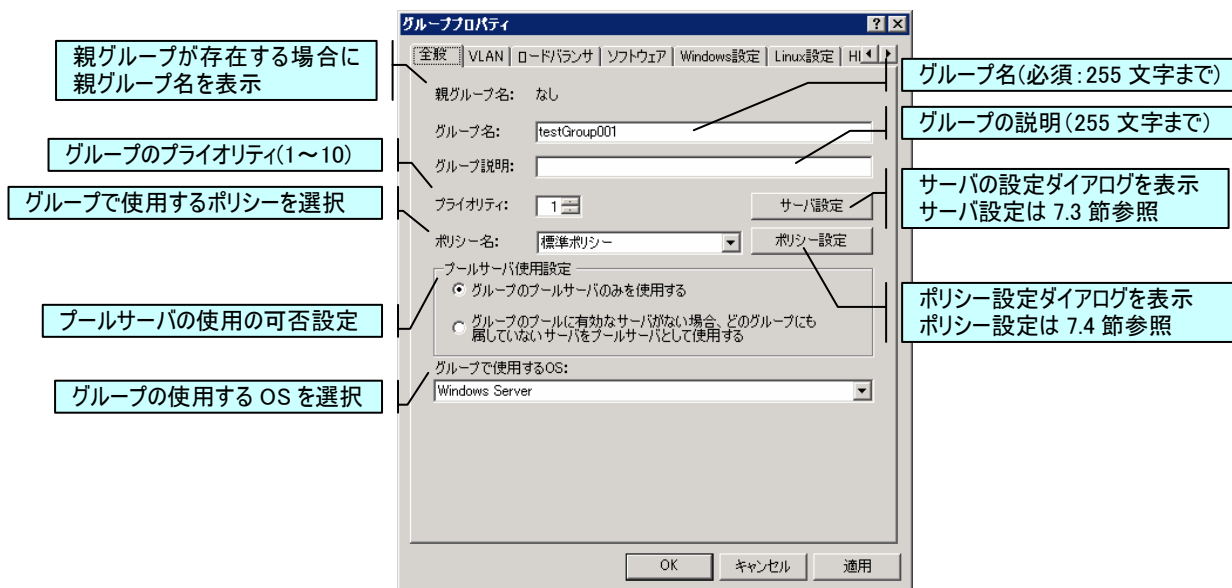 グループプロパティ
全般
VLAN
ロードバランサ
ソフトウェア
Windows設定
Linux設定
親グループが存在する場合に
親グループ名を表示
親グループ名: なし
グループ名(必須:255 文字まで)
グループ名: testGroup001
グループの説明(255 文字まで)
グループのプライオリティ(1~10)
グループ説明:
サーバの設定ダイアログを表示
サーバ設定は 7.3 節参照
グループで使用するポリシーを選択
プライオリティ: 1 サーバ設定
ポリシー名: 標準ポリシー ポリシー設定
プールサーバ使用設定
グループのプールサーバのみを使用する
ポリシー設定ダイアログを表示
ポリシー設定は 7.4 節参照
プールサーバの使用の可否設定
グループのプールに有効なサーバがない場合、どのグループにも
属していないサーバをプールサーバとして使用する
グループで使用するOS:
グループの使用する OS を選択
Windows Server
OK キャンセル 適用